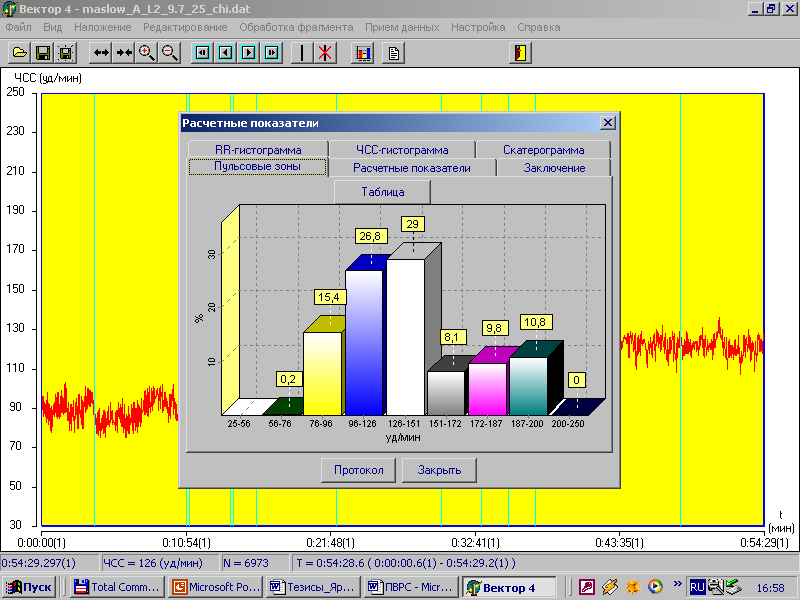 Вектор 4 - maslow_A_L2_9.7_25_chi.dat
Файл Вид Наложение Редактирование Обработка фрагмента Прием данных Настройка Справка
ЧСС (уд/мин)
250
230
210
190
170
150
130
110
90
70
50
30
Расчетные показатели
RR-гистограмма ЧСС-гистограмма Скатерограмма
Пульсовые зоны Расчетные показатели Заключение
Таблица
29
26,8
15,4
10,8
9,8
8,1
0,2
0
30
20
10
%
25-56 56-76 76-96 96-126 126-151 151-172 172-187 187-200 200-250
уд/мин
Протокол Закрыть
t
(мин)
0:00:00(1) 0:10:54(1) 0:21:48(1) 0:32:41(1) 0:43:35(1) 0:54:29(1)
0:54:29.297(1) ЧСС = 126 (уд/мин) N = 6973 T = 0:54:28.6 ( 0:00:00.6(1) - 0:54:29.2(1) )
Пуск Total Comm... Microsoft Po... Тезисы_Яр... ПВРС - Micr... Вектор 4 » RU 16:58